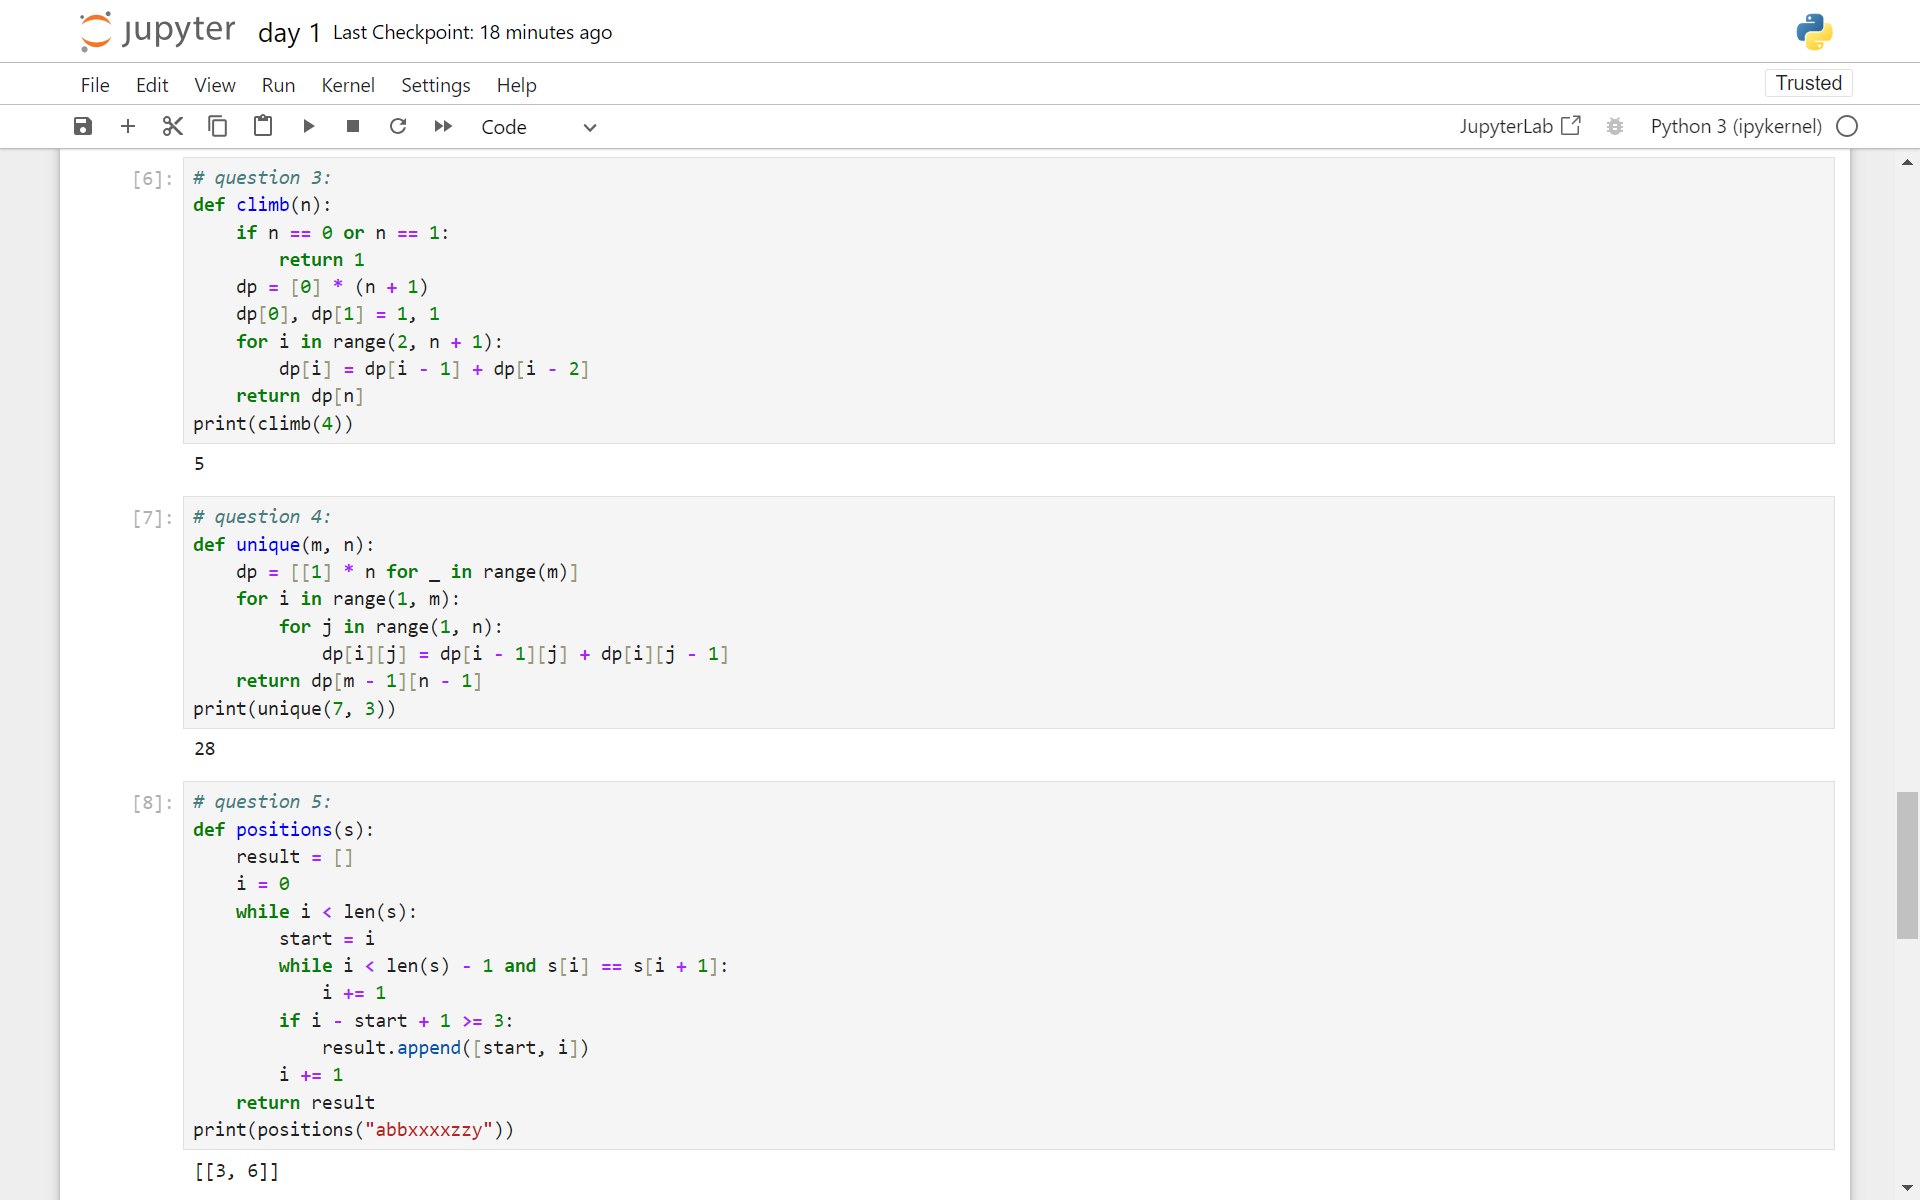 jupyter day 1 Last Checkpoint: 18 minutes ago
File Edit View Run Kernel Settings Help Trusted
Code JupyterLab Python 3 (ipykernel)
[6]: # question 3:
def climb(n):
    if n == 0 or n == 1:
        return 1
    dp = [0] * (n + 1)
    dp[0], dp[1] = 1, 1
    for i in range(2, n + 1):
        dp[i] = dp[i - 1] + dp[i - 2]
    return dp[n]
print(climb(4))
5
[7]: # question 4:
def unique(m, n):
    dp = [[1] * n for _ in range(m)]
    for i in range(1, m):
        for j in range(1, n):
            dp[i][j] = dp[i - 1][j] + dp[i][j - 1]
    return dp[m - 1][n - 1]
print(unique(7, 3))
28
[8]: # question 5:
def positions(s):
    result = []
    i = 0
    while i < len(s):
        start = i
        while i < len(s) - 1 and s[i] == s[i + 1]:
            i += 1
        if i - start + 1 >= 3:
            result.append([start, i])
        i += 1
    return result
print(positions("abbxxxxzzy"))
[[3, 6]]